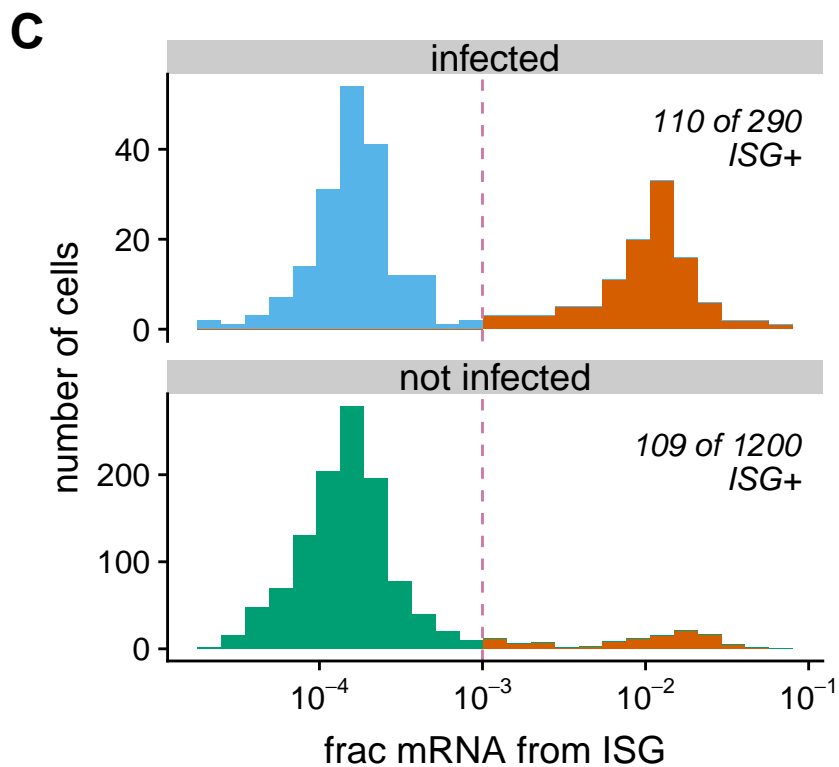 C
infected
110 of 290
ISG+
40
20
0
not infected
109 of 1200
ISG+
200
100
0
number of cells
10⁻⁴
10⁻³
10⁻²
10⁻¹
frac mRNA from ISG